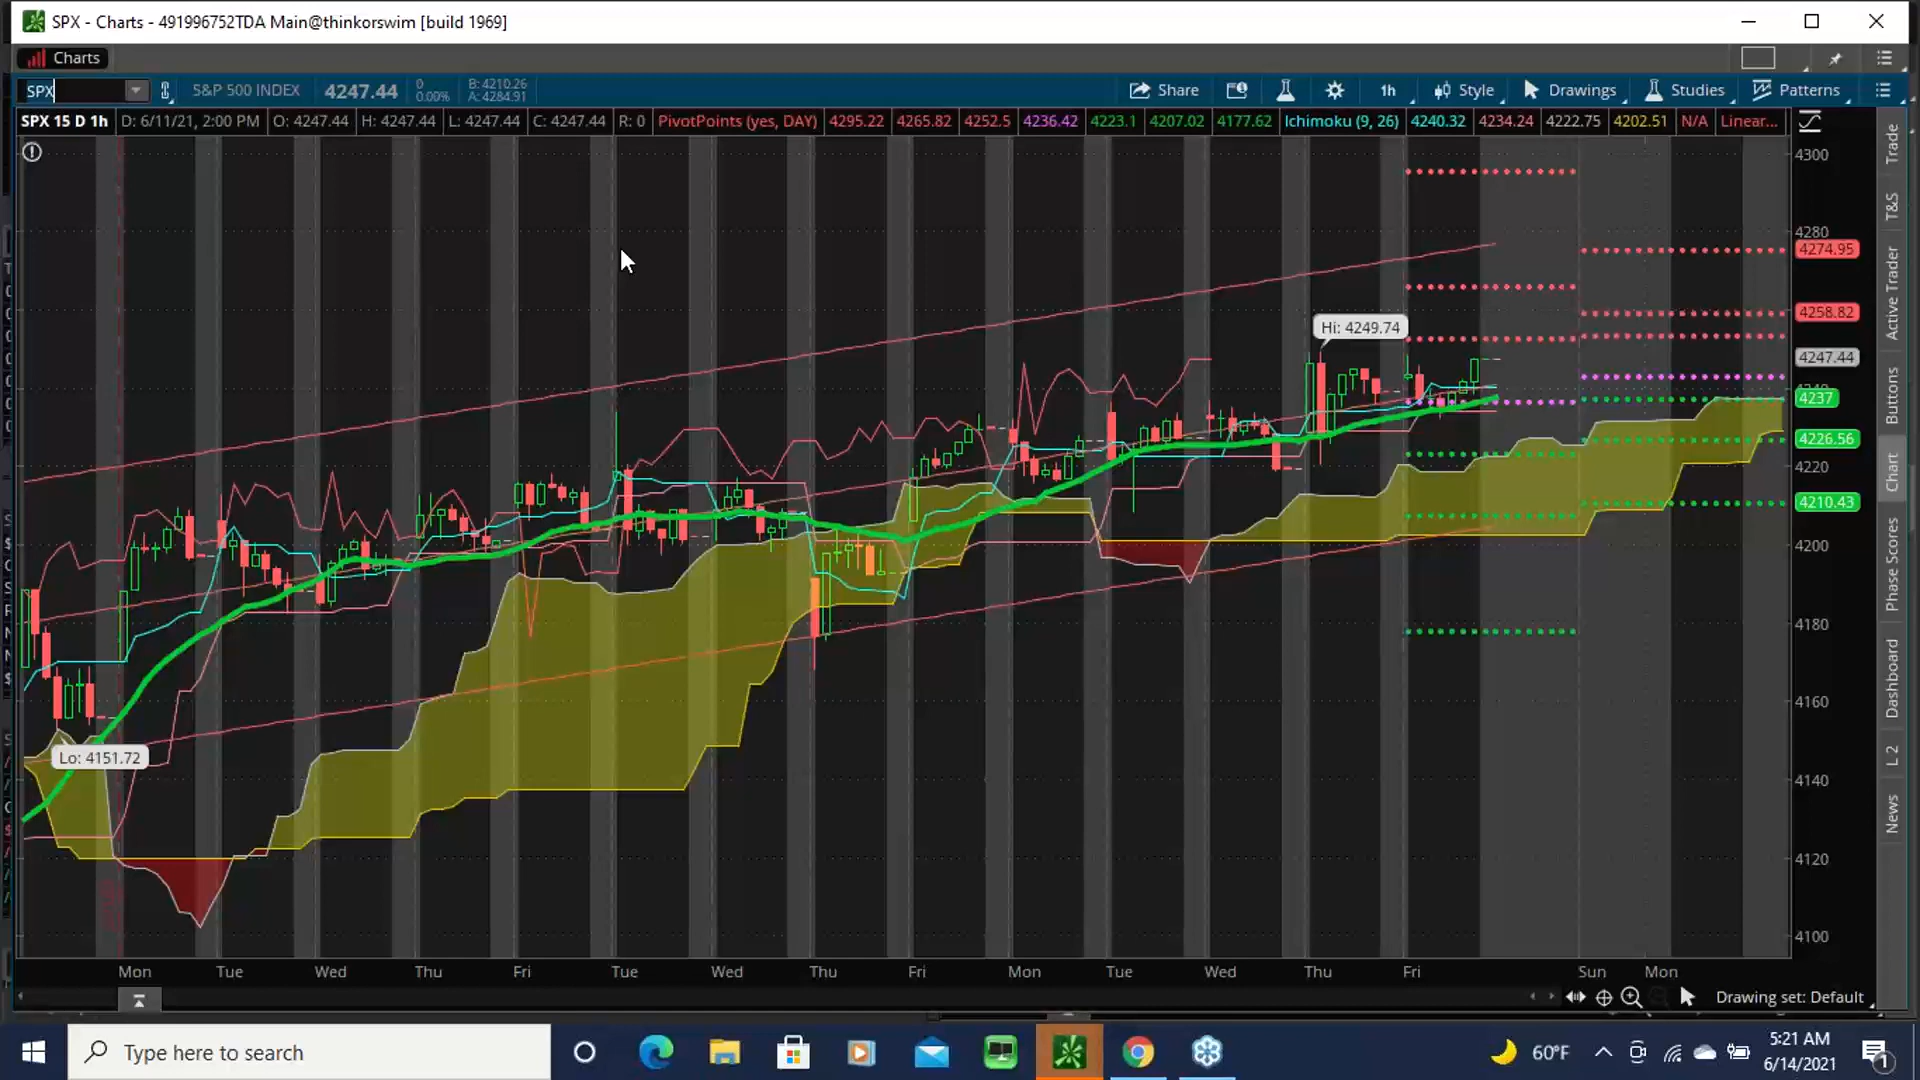 SPX - Charts - 491996752TDA Main@thinkorswim [build 1969]
Charts
SPX S&P 500 INDEX 4247.44 0 0.00% B: 4210.26 A: 4284.91 Share 1h Style Drawings Studies Patterns
SPX 15 D 1h D: 6/11/21, 2:00 PM O: 4247.44 H: 4247.44 L: 4247.44 C: 4247.44 R: 0 PivotPoints (yes, DAY) 4295.22 4265.82 4252.5 4236.42 4223.1 4207.02 4177.62 Ichimoku (9, 26) 4240.32 4234.24 4222.75 4202.51 N/A Linear...
4300
4280
4274.95
4258.82
4247.44
4240
4237
4226.56
4220
4210.43
4200
4180
4160
4140
4120
4100
Hi: 4249.74
Lo: 4151.72
Mon Tue Wed Thu Fri Tue Wed Thu Fri Mon Tue Wed Thu Fri Sun Mon
Drawing set: Default
Trade
T&S
Active Trader
Buttons
Chart
Phase Scores
Dashboard
L 2
News
Type here to search
60°F
5:21 AM
6/14/2021
1